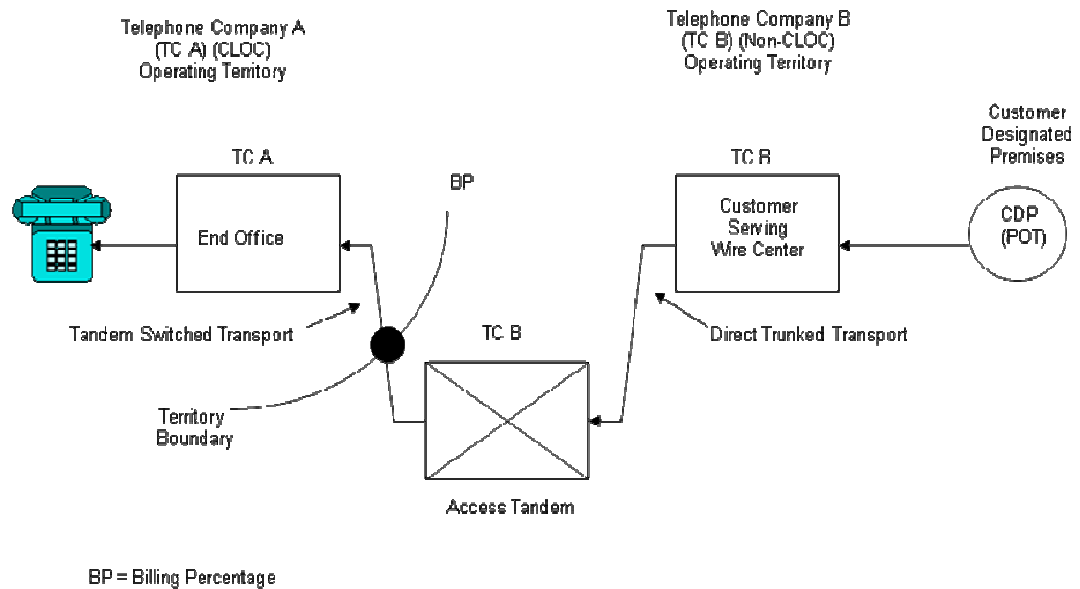 Telephone Company A
(TC A) (CLOC)
Operating Territory
Telephone Company B
(TC B) (Non-CLOC)
Operating Territory
Customer
Designated
Premises
TC A
BP
TC B
End Office
Customer
Serving
Wire Center
CDP
(POT)
Tandem Switched Transport
TC B
Direct Trunked Transport
Territory
Boundary
Access Tandem
BP = Billing Percentage